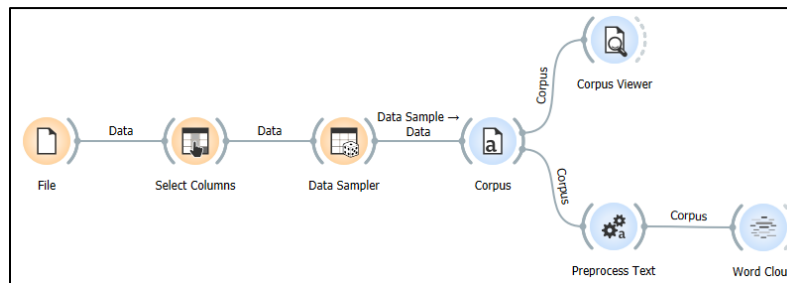 Corpus Viewer
Corpus
Data
Data
Data Sample →
Data
a
File
Select Columns
Data Sampler
Corpus
Corpus
Corpus
a
Preprocess Text
Word Clou